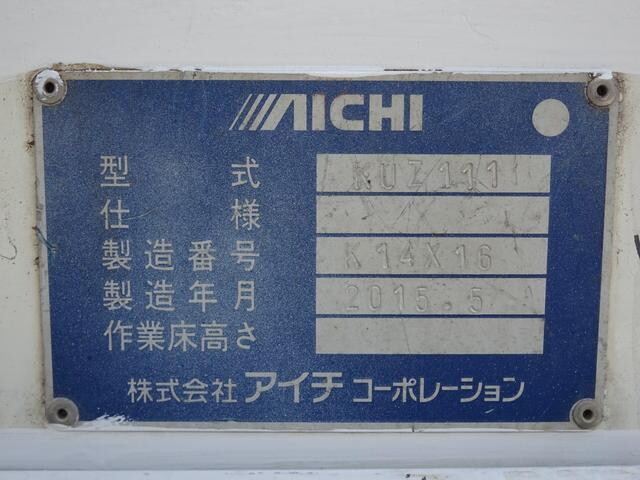 AICHI
型式 NUZ111
仕様
製造番号 K14X16
製造年月 2015.5
作業床高さ
株式会社 アイチ コーポレーション